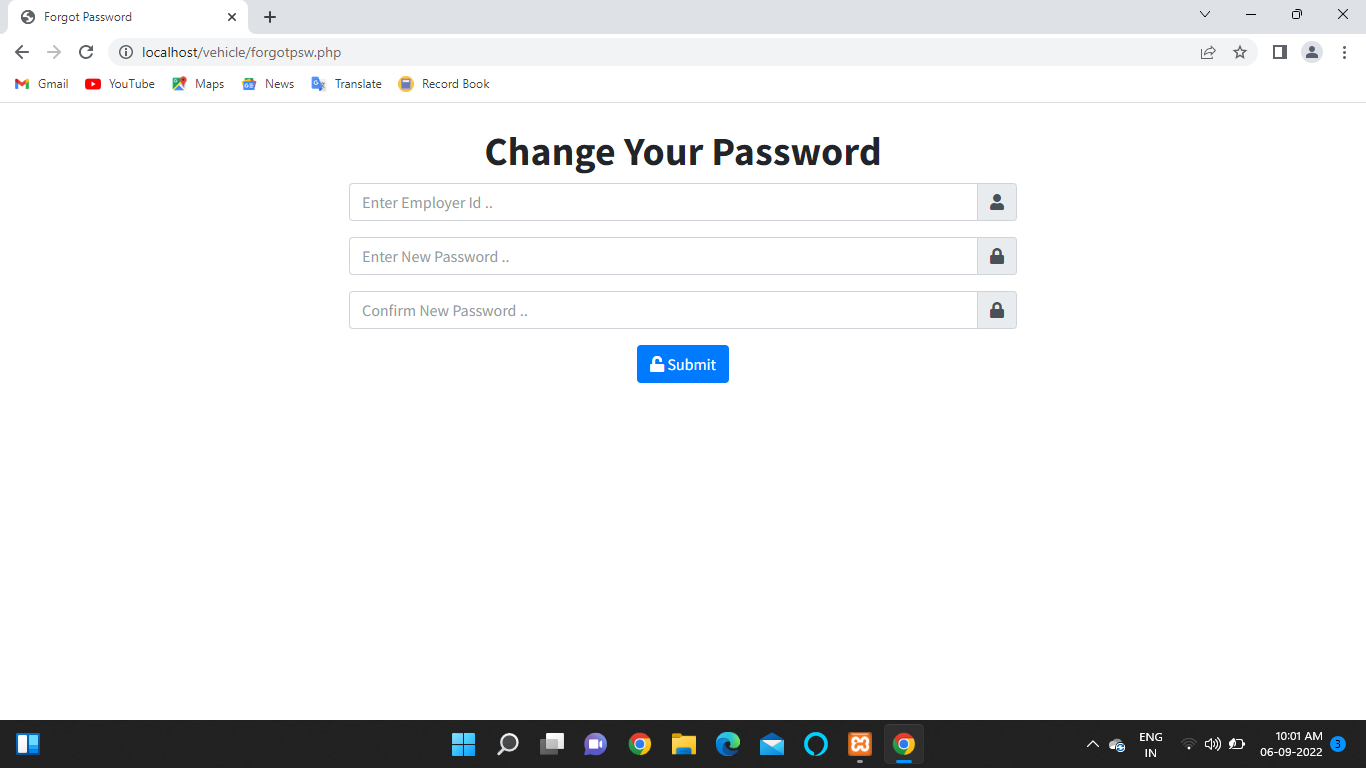 Forgot Password
localhost/vehicle/forgotpsw.php
Gmail YouTube Maps News Translate Record Book
Change Your Password
Enter Employer Id ..
Enter New Password ..
Confirm New Password ..
Submit
ENG 10:01 AM
IN 06-09-2022 3